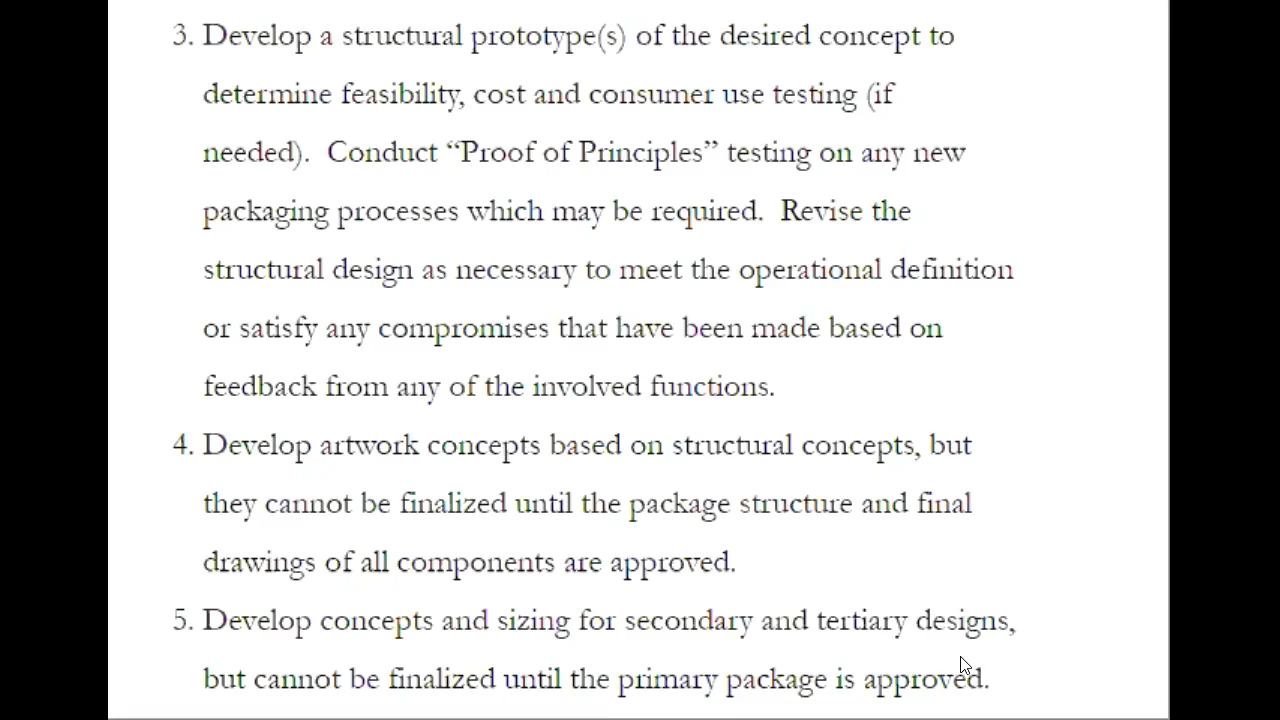 3. Develop a structural prototype(s) of the desired concept to
determine feasibility, cost and consumer use testing (if
needed).  Conduct “Proof of Principles” testing on any new
packaging processes which may be required.  Revise the
structural design as necessary to meet the operational definition
or satisfy any compromises that have been made based on
feedback from any of the involved functions.
4. Develop artwork concepts based on structural concepts, but
they cannot be finalized until the package structure and final
drawings of all components are approved.
5. Develop concepts and sizing for secondary and tertiary designs,
but cannot be finalized until the primary package is approved.